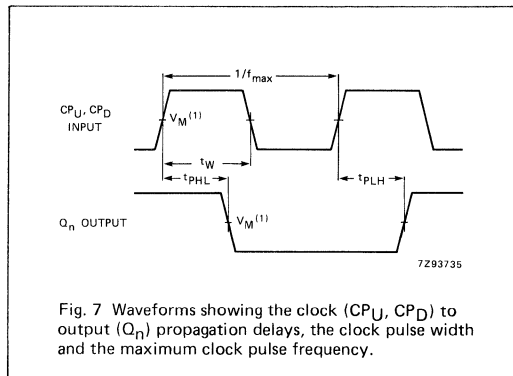 1/fmax
CPU, CPD
INPUT
VM(1)
tW
tPHL
tPLH
Qn OUTPUT
VM(1)
7Z93735
Fig. 7 Waveforms showing the clock (CPU, CPD) to
output (Qn) propagation delays, the clock pulse width
and the maximum clock pulse frequency.